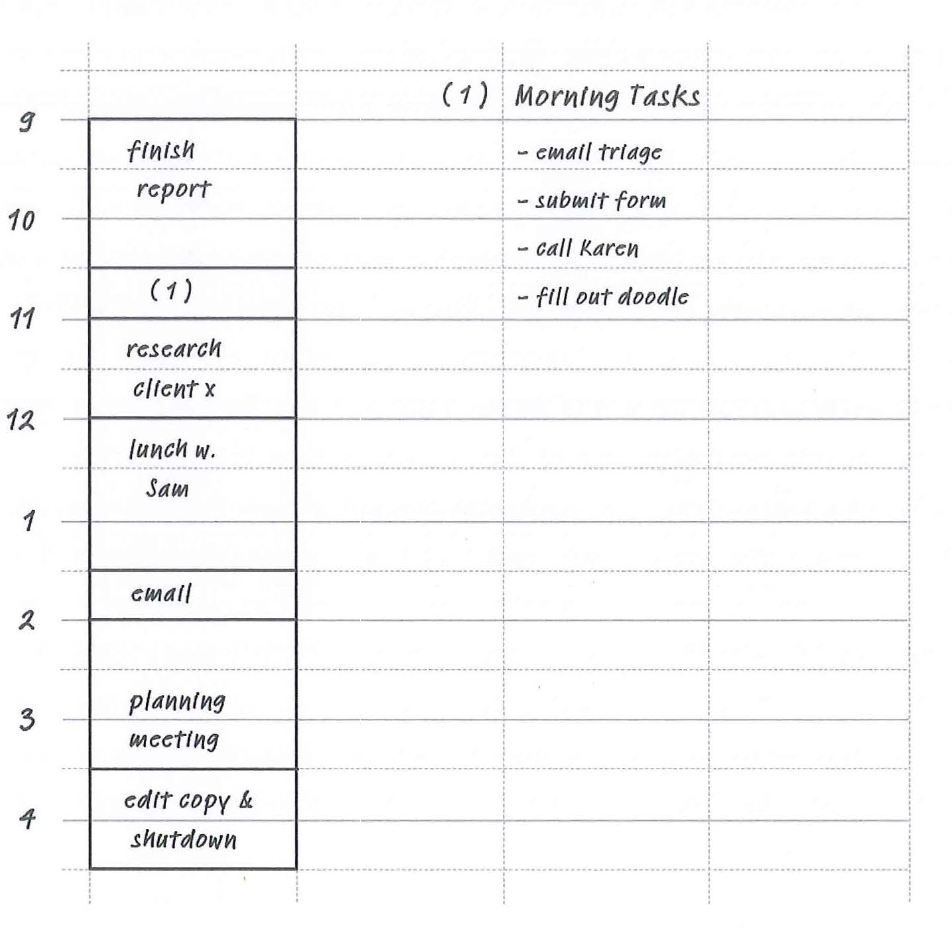 (1) Morning Tasks
9
finish
- email triage
report
- submit form
10
- call Karen
(1)
- fill out doodle
11
research
client x
12
lunch w.
Sam
1
email
2
planning
3
meeting
edit copy &
4
shutdown